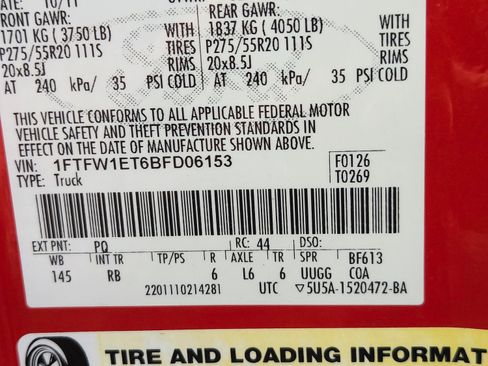 10/11
FRONT GAWR: REAR GAWR:
1701 KG ( 3750 LB) WITH 1837 KG ( 4050 LB) WITH
P275/55R20 111S TIRES P275/55R20 111S TIRES
20x8.5J RIMS 20x8.5J RIMS
AT 240 kPa/ 35 PSI COLD AT 240 kPa/ 35 PSI COLD
THIS VEHICLE CONFORMS TO ALL APPLICABLE FEDERAL MOTOR
VEHICLE SAFETY AND THEFT PREVENTION STANDARDS IN
EFFECT ON THE DATE OF MANUFACTURE SHOWN ABOVE.
VIN: 1FTFW1ET6BFD06153 F0126
TYPE: Truck T0269
EXT PNT: PQ RC: 44 DSO:
WB INT TR TP/PS R AXLE TR SPR BF613
145 RB 6 L6 6 UUGG COA
2201110214281 UTC ▽5U5A-1520472-BA
TIRE AND LOADING INFORMAT